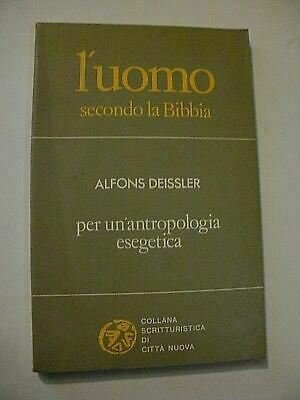 l'uomo
secondo la Bibbia
ALFONS DEISSLER
per un'antropologia
esegetica
COLLANA
SCRITTURISTICA
DI
CITTÀ NUOVA